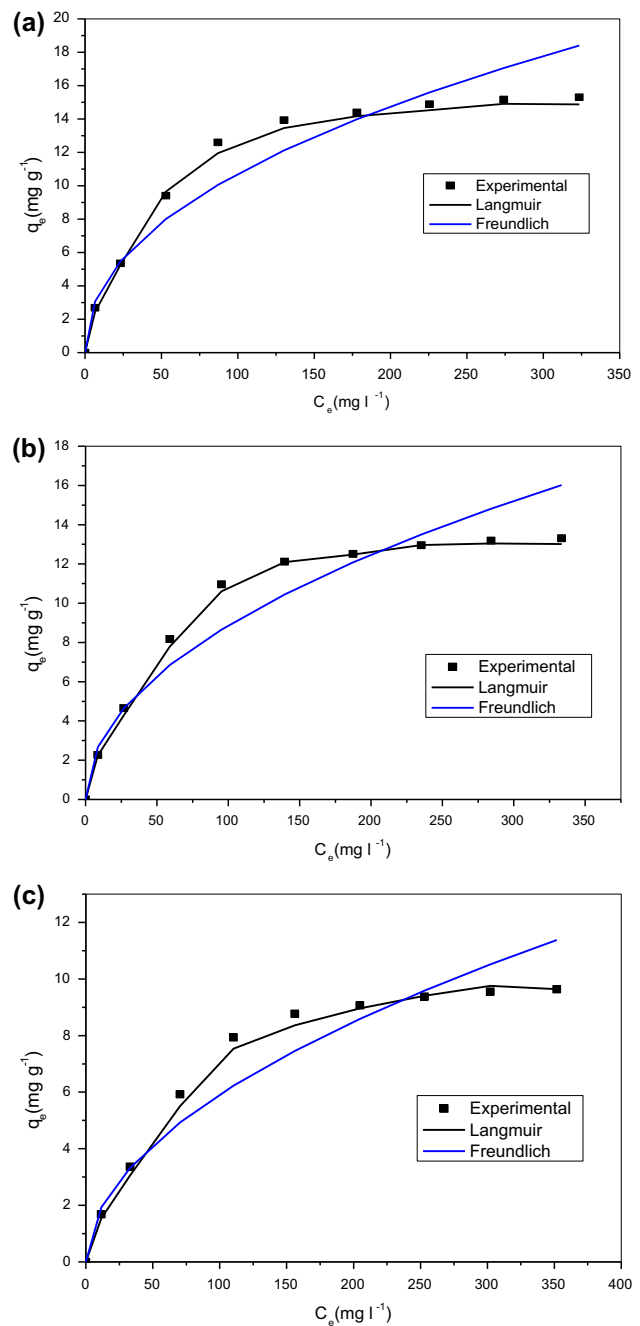 (a)
20
18
16
14
12
10
8
6
4
2
0
qₑ(mg g⁻¹)
Experimental
Langmuir
Freundlich
0 50 100 150 200 250 300 350
Cₑ(mg l⁻¹)
(b)
18
16
14
12
10
8
6
4
2
0
qₑ(mg g⁻¹)
Experimental
Langmuir
Freundlich
0 50 100 150 200 250 300 350
Cₑ(mg l⁻¹)
(c)
12
10
8
6
4
2
0
qₑ(mg g⁻¹)
Experimental
Langmuir
Freundlich
0 50 100 150 200 250 300 350 400
Cₑ(mg l⁻¹)